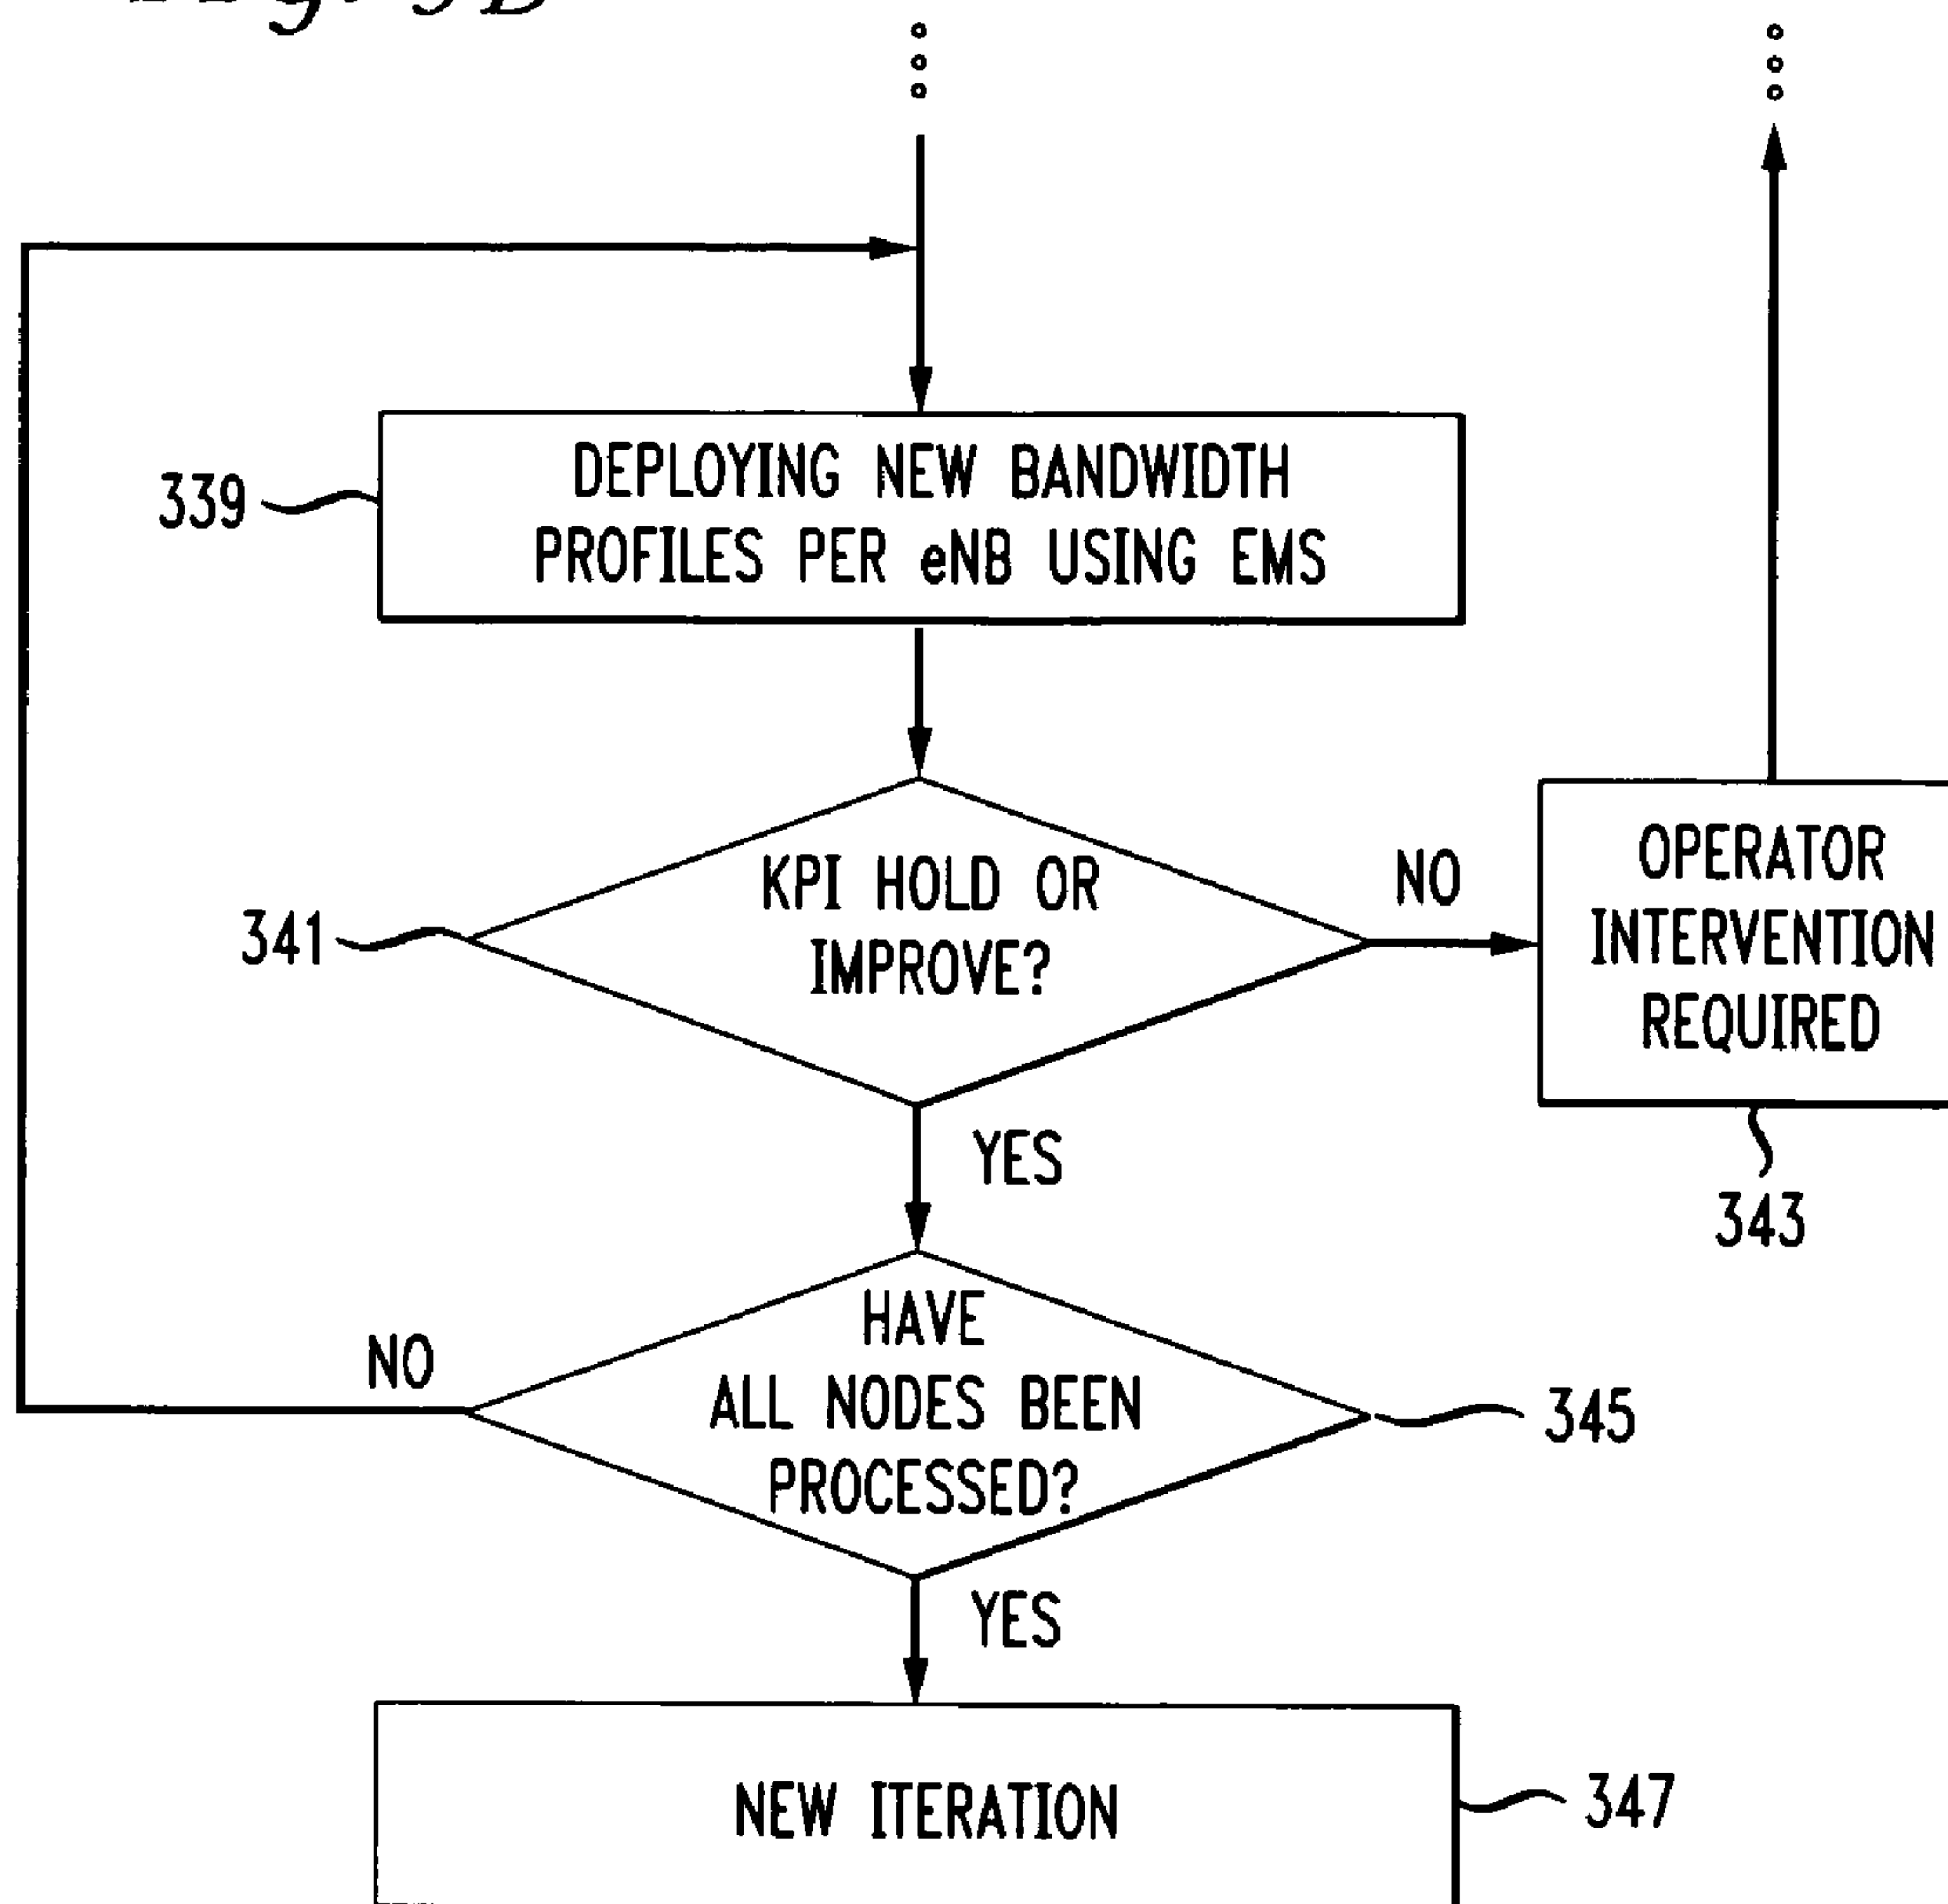 339
DEPLOYING NEW BANDWIDTH
PROFILES PER eNB USING EMS
341
KPI HOLD OR
IMPROVE?
NO
OPERATOR
INTERVENTION
REQUIRED
343
YES
HAVE
ALL NODES BEEN
PROCESSED?
NO
345
YES
NEW ITERATION
347